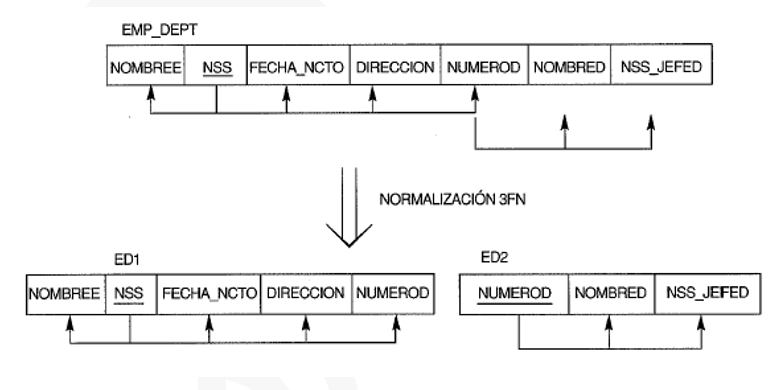 EMP_DEPT
NOMBREE NSS FECHA_NCTO DIRECCION NUMEROD NOMBRED NSS_JEFED
NORMALIZACIÓN 3FN
ED1 ED2
NOMBREE NSS FECHA_NCTO DIRECCION NUMEROD NUMEROD NOMBRED NSS_JEFED